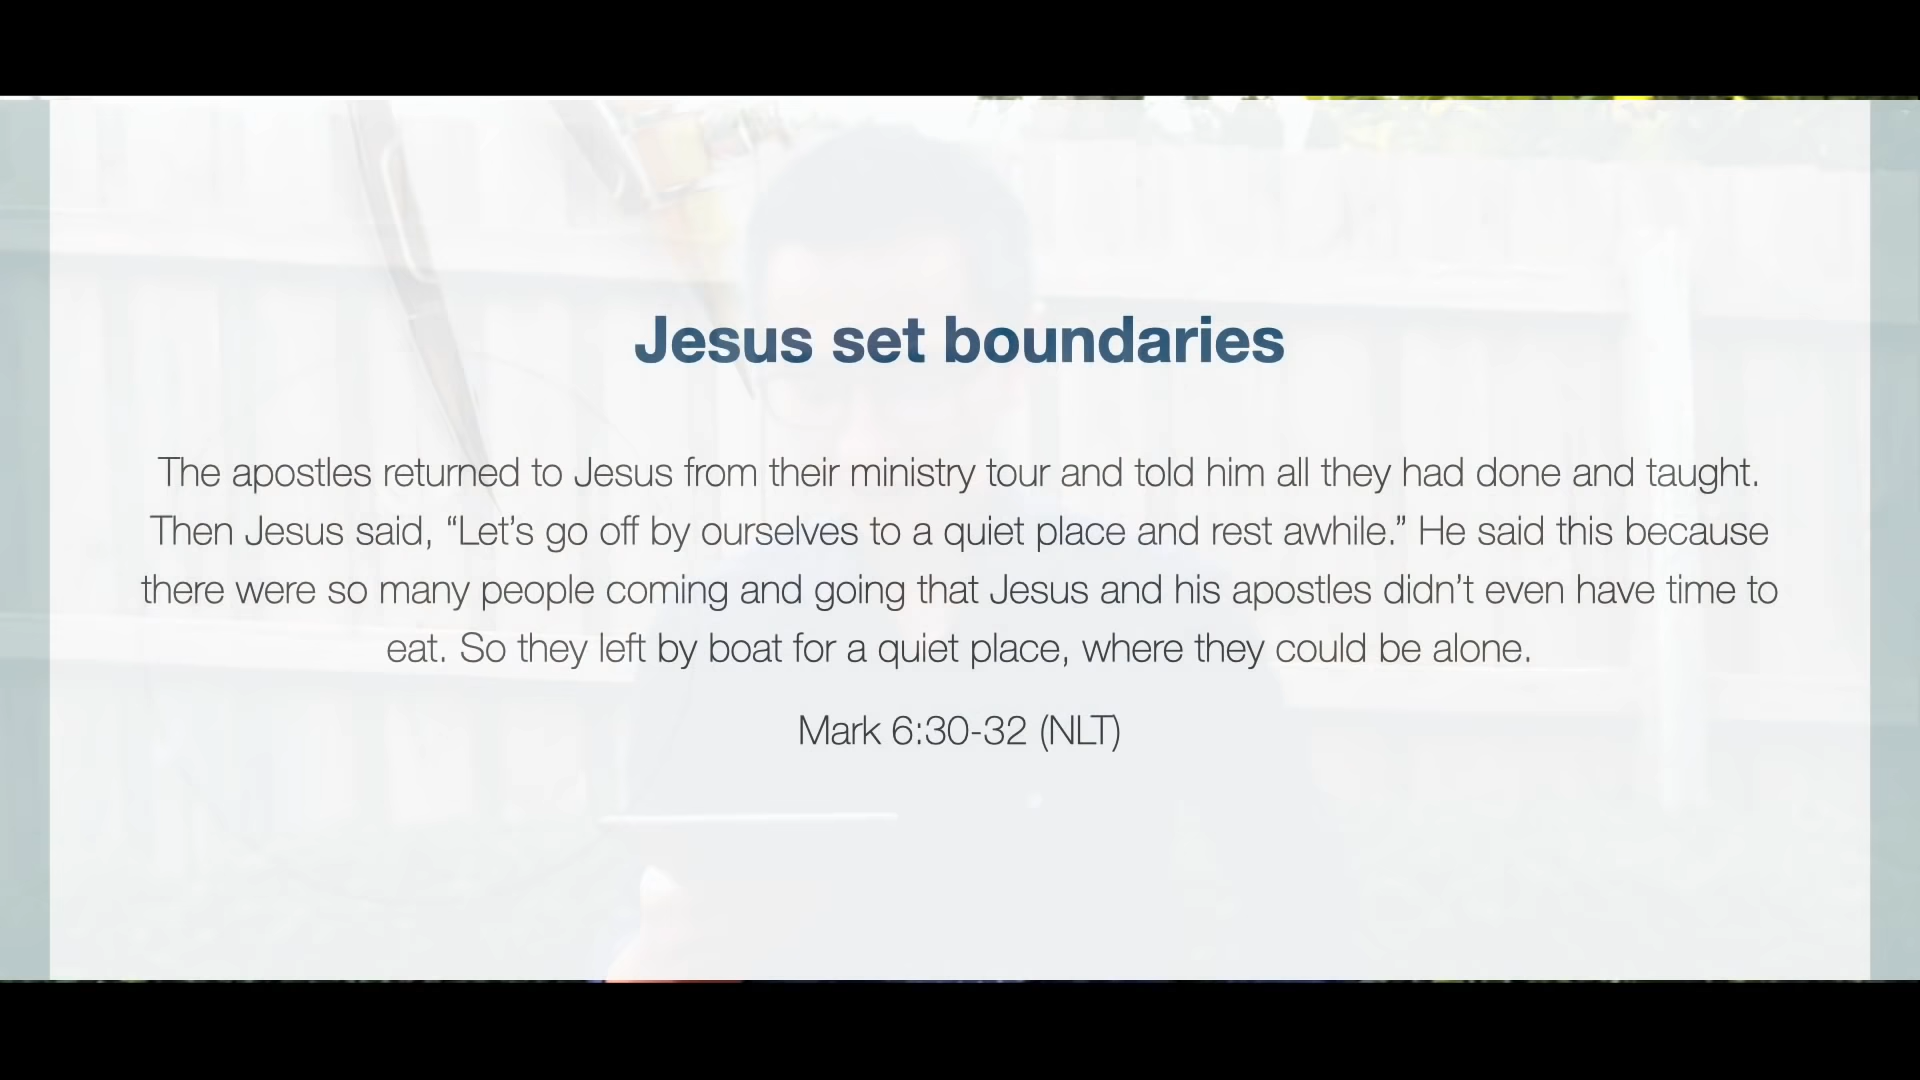 Jesus set boundaries
The apostles returned to Jesus from their ministry tour and told him all they had done and taught.
Then Jesus said, “Let’s go off by ourselves to a quiet place and rest awhile.” He said this because
there were so many people coming and going that Jesus and his apostles didn’t even have time to
eat. So they left by boat for a quiet place, where they could be alone.
Mark 6:30-32 (NLT)